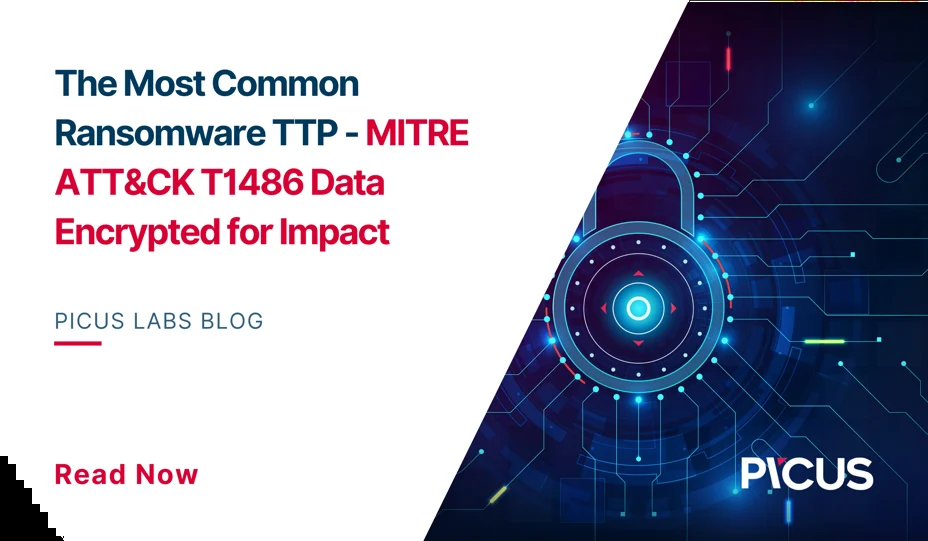 The Most Common
Ransomware TTP - MITRE
ATT&CK T1486 Data
Encrypted for Impact
PICUS LABS BLOG
Read Now
PICUS